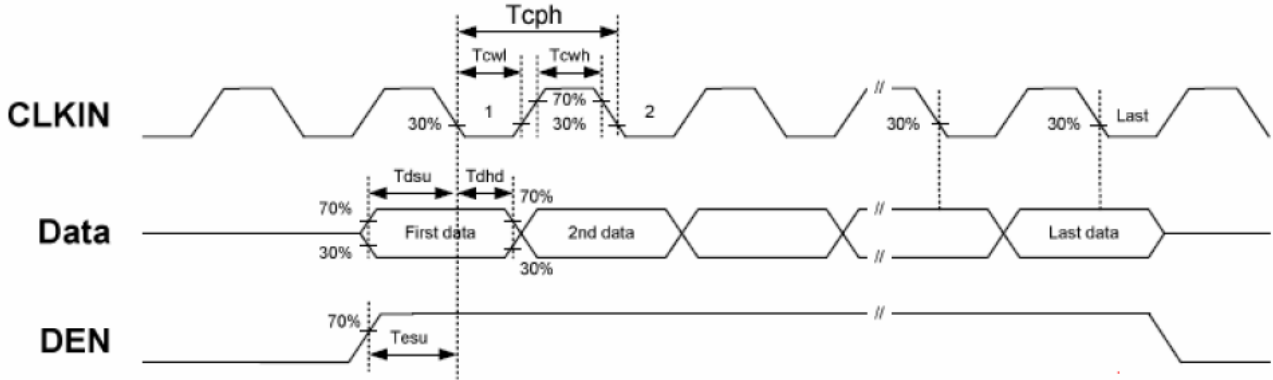 Tcph
Tcwl Tcwh
CLKIN 30% 1 70% 30% 2 // 30% 30% Last
Tdsu Tdhd
70% 70%
Data First data 2nd data // Last data
30% 30%
70% //
DEN Tesu